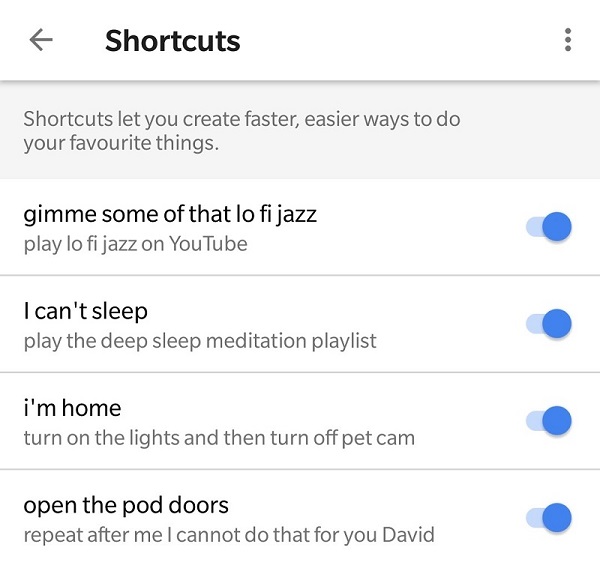 Shortcuts
Shortcuts let you create faster, easier ways to do
your favourite things.
gimme some of that lo fi jazz
play lo fi jazz on YouTube
I can't sleep
play the deep sleep meditation playlist
i'm home
turn on the lights and then turn off pet cam
open the pod doors
repeat after me I cannot do that for you David